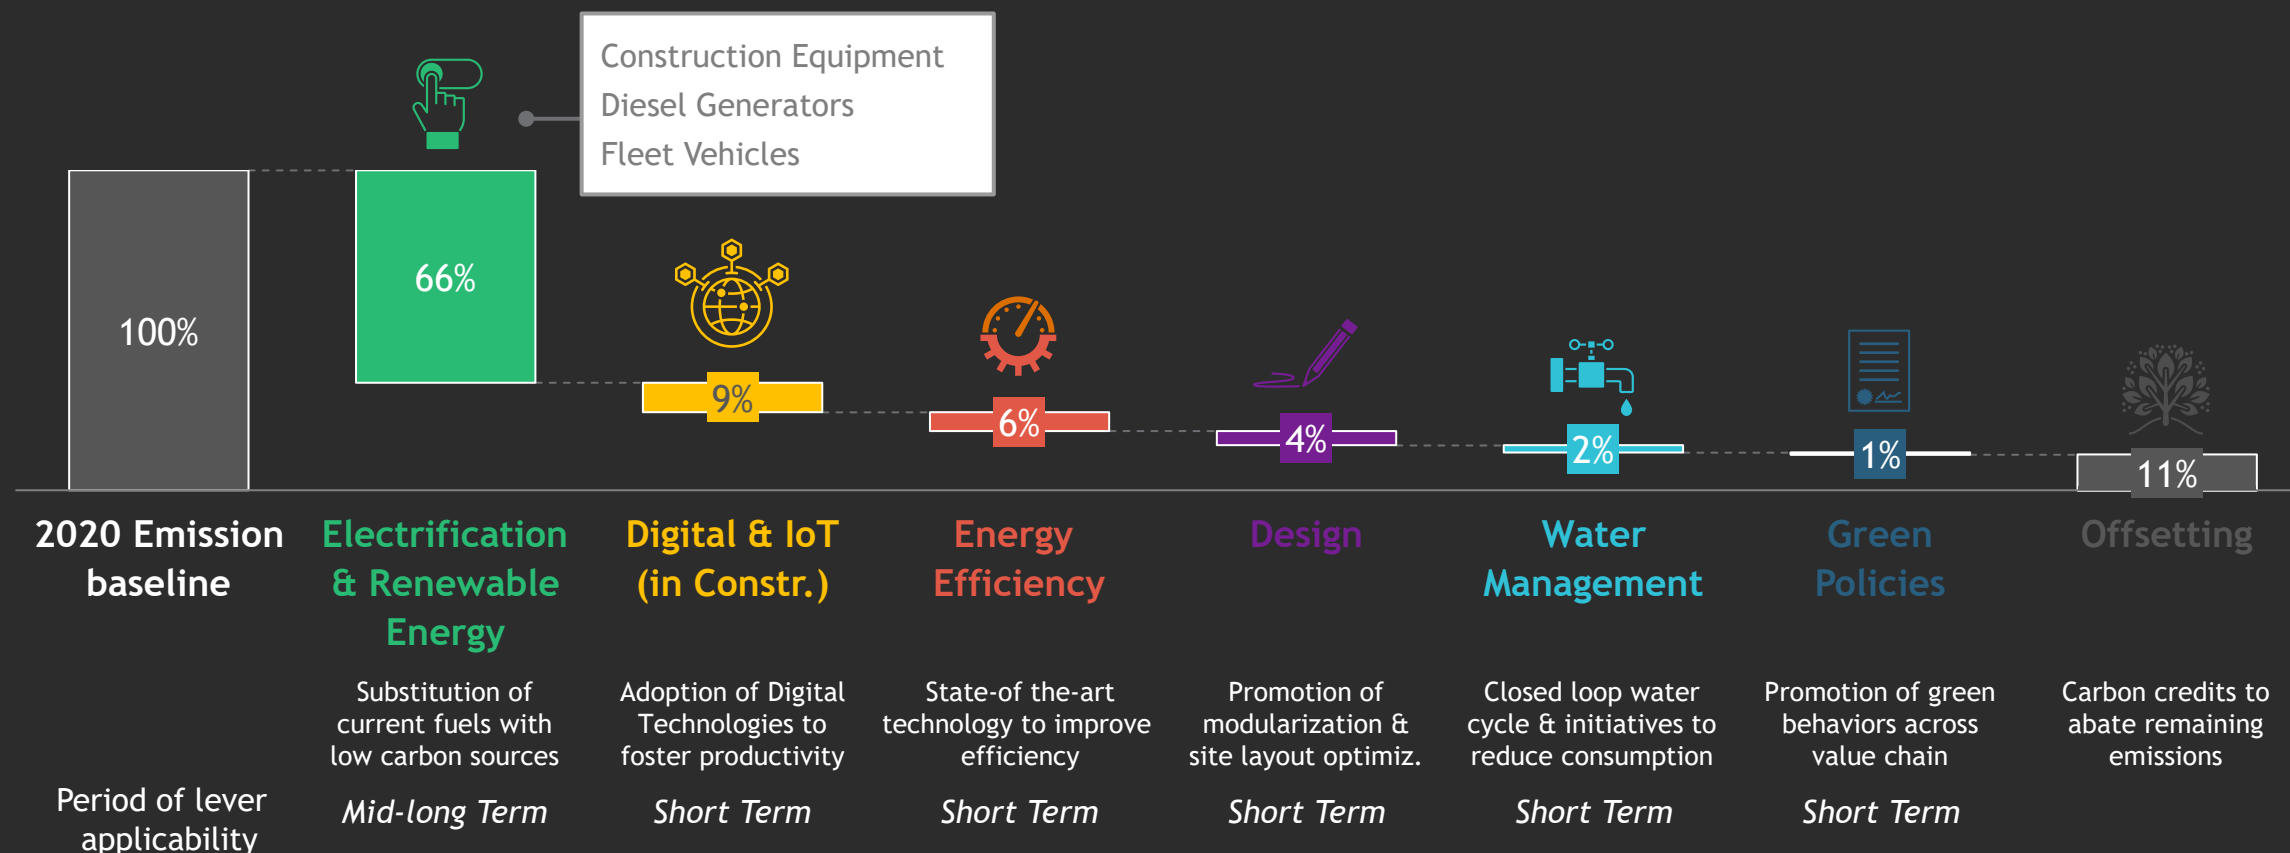 Construction Equipment
Diesel Generators
Fleet Vehicles
100%
66%
9%
6%
4%
2%
1%
11%
2020 Emission
baseline
Electrification
& Renewable
Energy
Digital & IoT
(in Constr.)
Energy
Efficiency
Design
Water
Management
Green
Policies
Offsetting
Substitution of
current fuels with
low carbon sources
Adoption of Digital
Technologies to
foster productivity
State-of the-art
technology to improve
efficiency
Promotion of
modularization &
site layout optimiz.
Closed loop water
cycle & initiatives to
reduce consumption
Promotion of green
behaviors across
value chain
Carbon credits to
abate remaining
emissions
Period of lever
applicability
Mid-long Term
Short Term
Short Term
Short Term
Short Term
Short Term